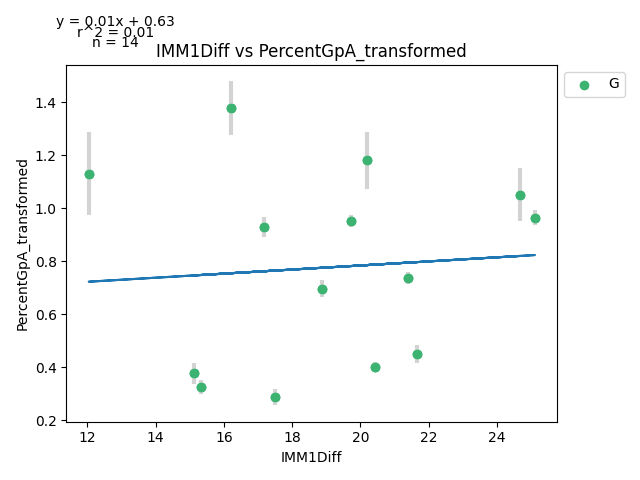 y = 0.01x + 0.63
r^2 = 0.01
n = 14
IMM1Diff vs PercentGpA_transformed
G
PercentGpA_transformed
1.4
1.2
1.0
0.8
0.6
0.4
0.2
12 14 16 18 20 22 24
IMM1Diff